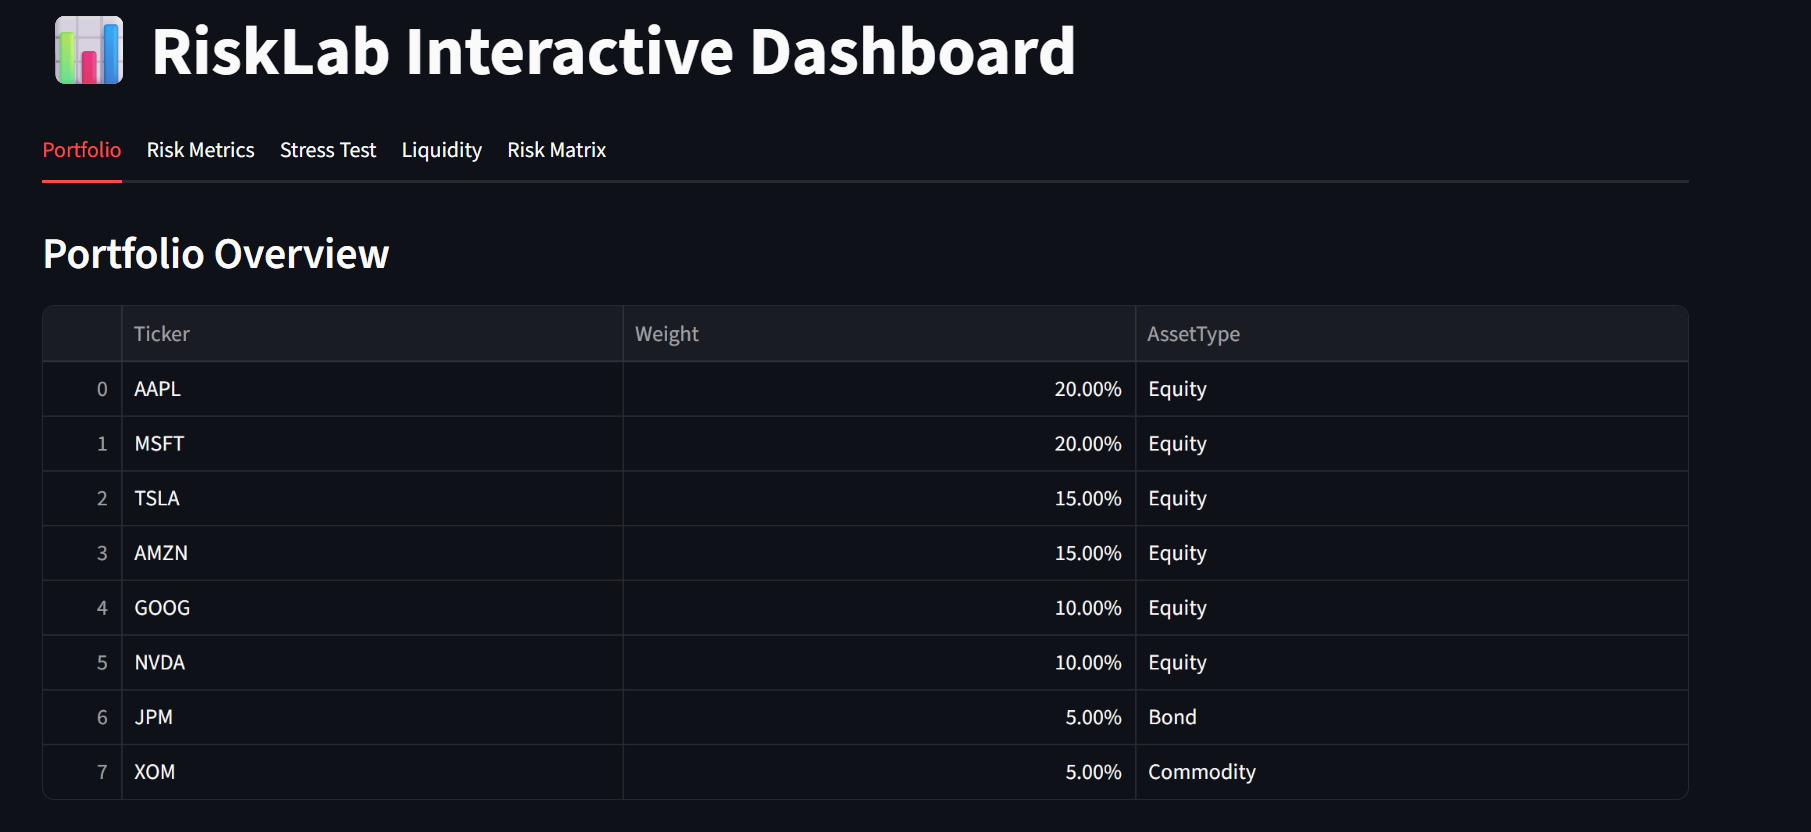 RiskLab Interactive Dashboard
Portfolio Risk Metrics Stress Test Liquidity Risk Matrix
Portfolio Overview
Ticker Weight AssetType
0 AAPL 20.00% Equity
1 MSFT 20.00% Equity
2 TSLA 15.00% Equity
3 AMZN 15.00% Equity
4 GOOG 10.00% Equity
5 NVDA 10.00% Equity
6 JPM 5.00% Bond
7 XOM 5.00% Commodity